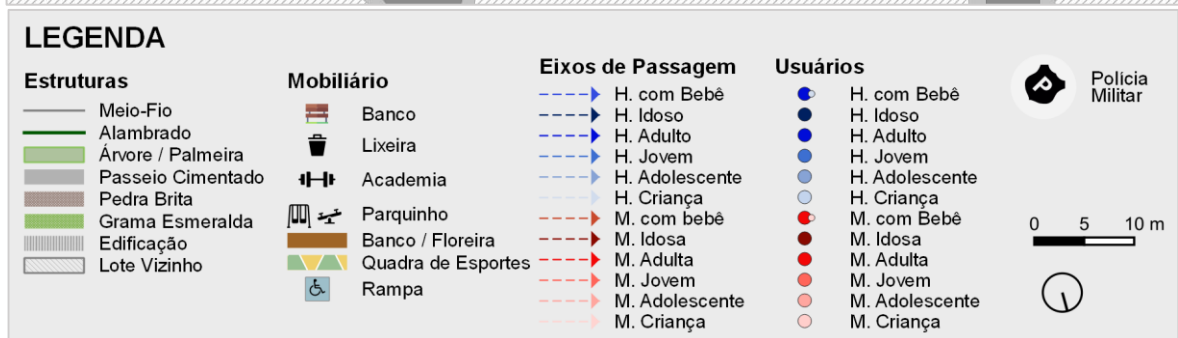 LEGENDA
Estruturas
Meio-Fio
Alambrado
Árvore / Palmeira
Passeio Cimentado
Pedra Brita
Grama Esmeralda
Edificação
Lote Vizinho
Mobiliário
Banco
Lixeira
Academia
Parquinho
Banco / Floreira
Quadra de Esportes
Rampa
Eixos de Passagem
H. com Bebê
H. Idoso
H. Adulto
H. Jovem
H. Adolescente
H. Criança
M. com bebê
M. Idosa
M. Adulta
M. Jovem
M. Adolescente
M. Criança
Usuários
H. com Bebê
H. Idoso
H. Adulto
H. Jovem
H. Adolescente
H. Criança
M. com Bebê
M. Idosa
M. Adulta
M. Jovem
M. Adolescente
M. Criança
P
Polícia
Militar
0 5 10 m